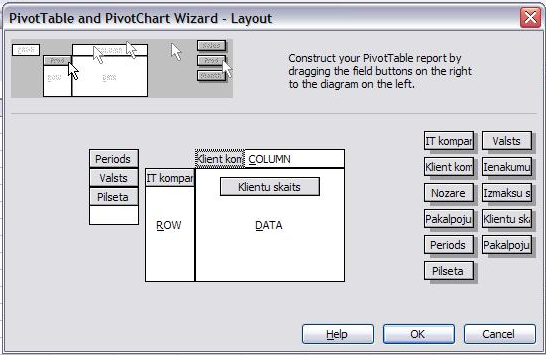 PivotTable and PivotChart Wizard - Layout
Construct your PivotTable report by
dragging the field buttons on the right
to the diagram on the left.
Periods
Valsts
Pilseta
Klient kom
COLUMN
IT kompar
Klientu skaits
ROW
DATA
IT kompar
Valsts
Klient kom
Ienakumu
Nozare
Izmaksu s
Pakalpoju
Klientu ska
Periods
Pakalpoju
Pilseta
Help
OK
Cancel